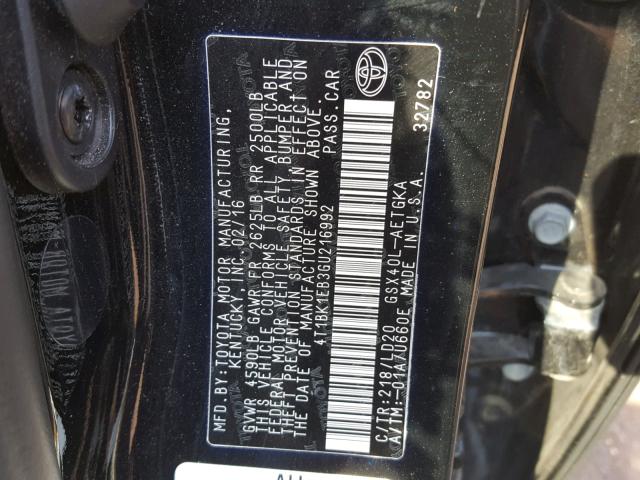 MFD. BY: TOYOTA MOTOR MANUFACTURING,
KENTUCKY, INC. 02/16
GVWR 4590LB GAWR FR 2625LB RR 2500LB
THIS VEHICLE CONFORMS TO ALL APPLICABLE
FEDERAL MOTOR VEHICLE SAFETY, BUMPER AND
THEFT PREVENTION STANDARDS IN EFFECT ON
THE DATE OF MANUFACTURE SHOWN ABOVE.
4T1BK1EB3GU216992 PASS. CAR
C/TR:218/LD20 GSX40L-AETGKA 32782
A/TM:-01A/U660E MADE IN U.S.A.